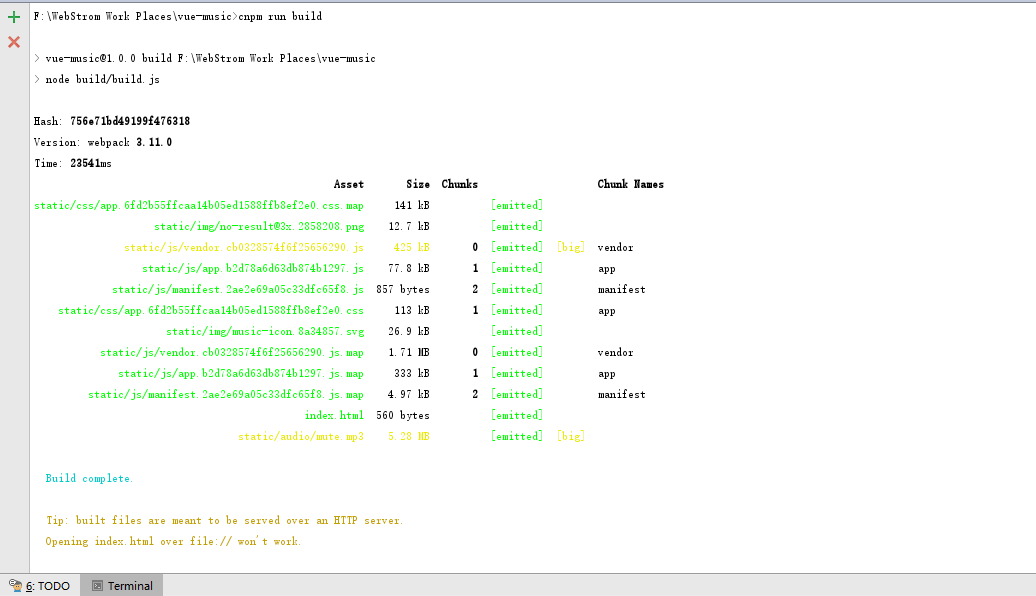 F:\WebStrom Work Places\vue-music>cnpm run build
> vue-music@1.0.0 build F:\WebStrom Work Places\vue-music
> node build/build.js
Hash: 756e71bd49199f476318
Version: webpack 3.11.0
Time: 23541ms
Asset Size Chunks Chunk Names
static/css/app.6fd2b55ffcaa14b05ed1588ffb8ef2e0.css.map 141 kB [emitted]
static/img/no-result@3x.2858208.png 12.7 kB [emitted]
static/js/vendor.cb0328574f6f25656290.js 425 kB 0 [emitted] [big] vendor
static/js/app.b2d78a6d63db874b1297.js 77.8 kB 1 [emitted] app
static/js/manifest.2ae2e69a05c33dfc65f8.js 857 bytes 2 [emitted] manifest
static/css/app.6fd2b55ffcaa14b05ed1588ffb8ef2e0.css 113 kB 1 [emitted] app
static/img/music-icon.8a34857.svg 26.9 kB [emitted]
static/js/vendor.cb0328574f6f25656290.js.map 1.71 MB 0 [emitted] vendor
static/js/app.b2d78a6d63db874b1297.js.map 333 kB 1 [emitted] app
static/js/manifest.2ae2e69a05c33dfc65f8.js.map 4.97 kB 2 [emitted] manifest
index.html 560 bytes [emitted]
static/audio/mute.mp3 5.28 MB [emitted] [big]
Build complete.
Tip: built files are meant to be served over an HTTP server.
Opening index.html over file:// won't work.
6: TODO Terminal